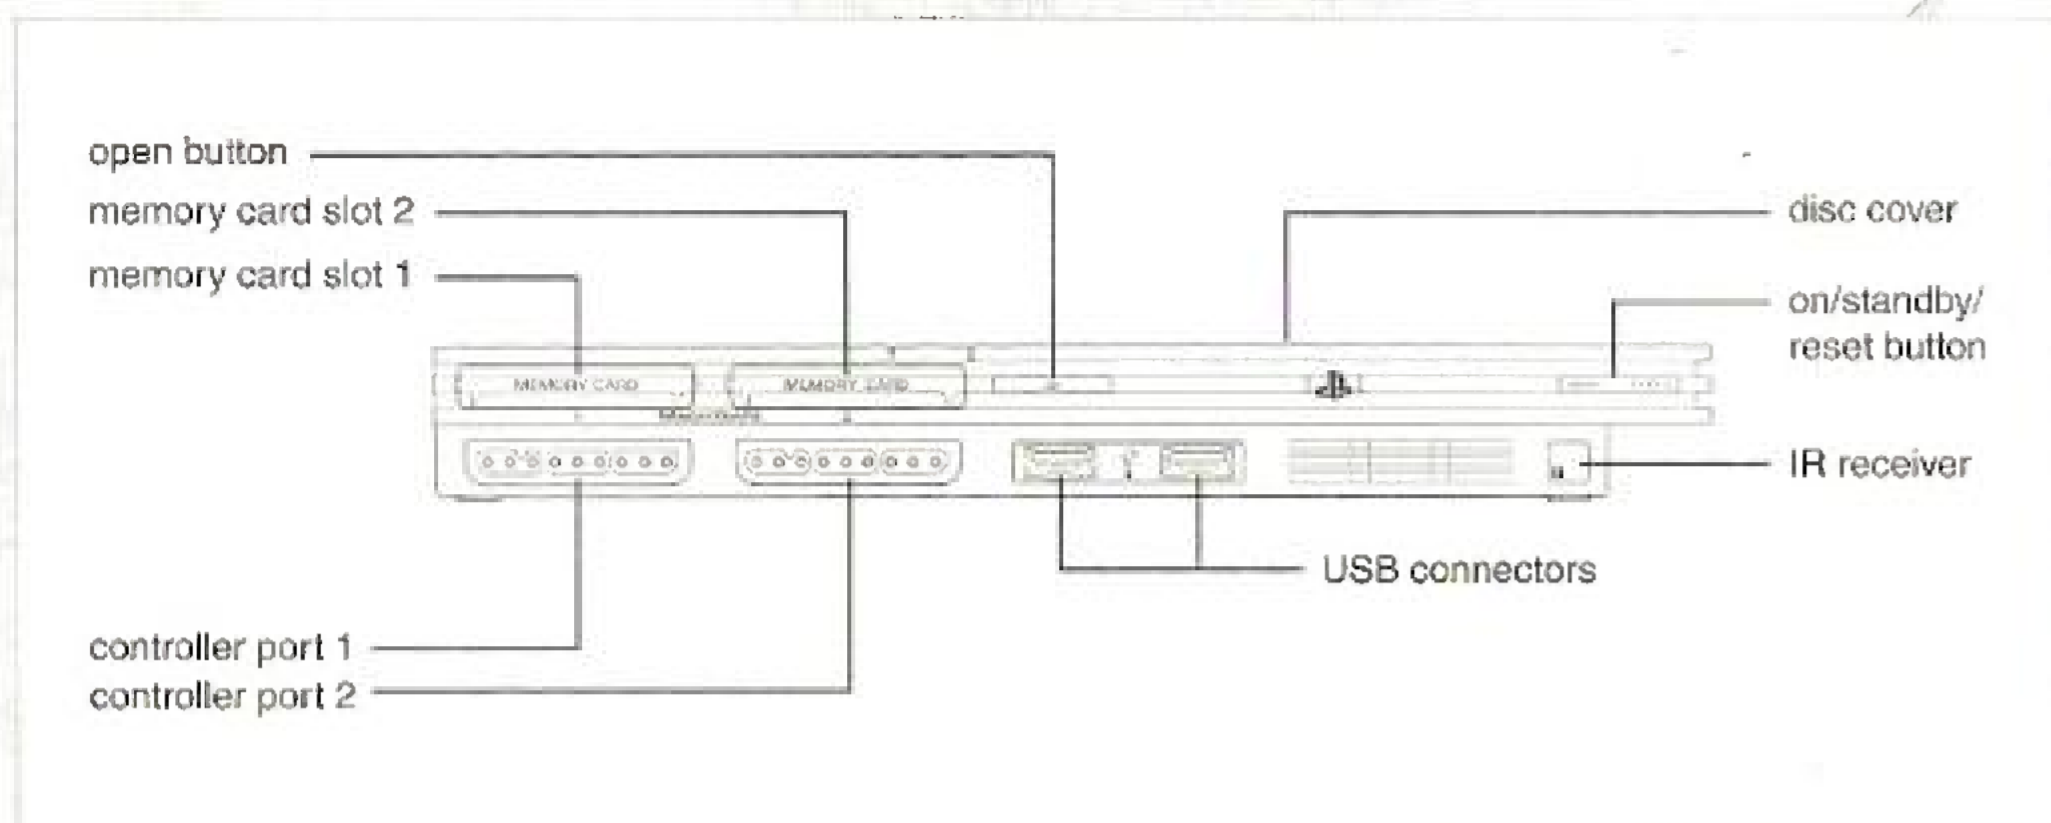 open button
memory card slot 2
memory card slot 1
disc cover
on/standby/
reset button
MEMORY CARD
MEMORY CARD
IR receiver
USB connectors
controller port 1
controller port 2